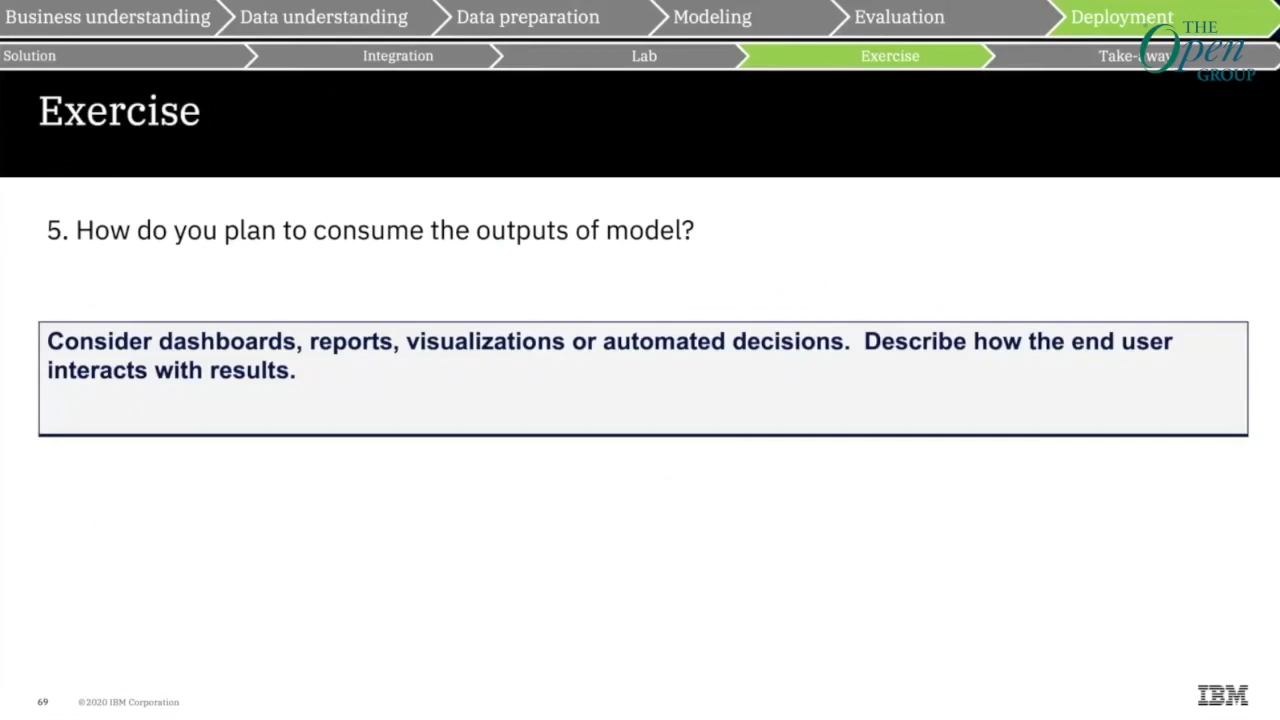 Business understanding
Data understanding
Data preparation
Modeling
Evaluation
Deployment
THE
Open
GROUP
Solution
Integration
Lab
Exercise
Take-away
Exercise
5. How do you plan to consume the outputs of model?
Consider dashboards, reports, visualizations or automated decisions.  Describe how the end user
interacts with results.
69
©2020 IBM Corporation
IBM